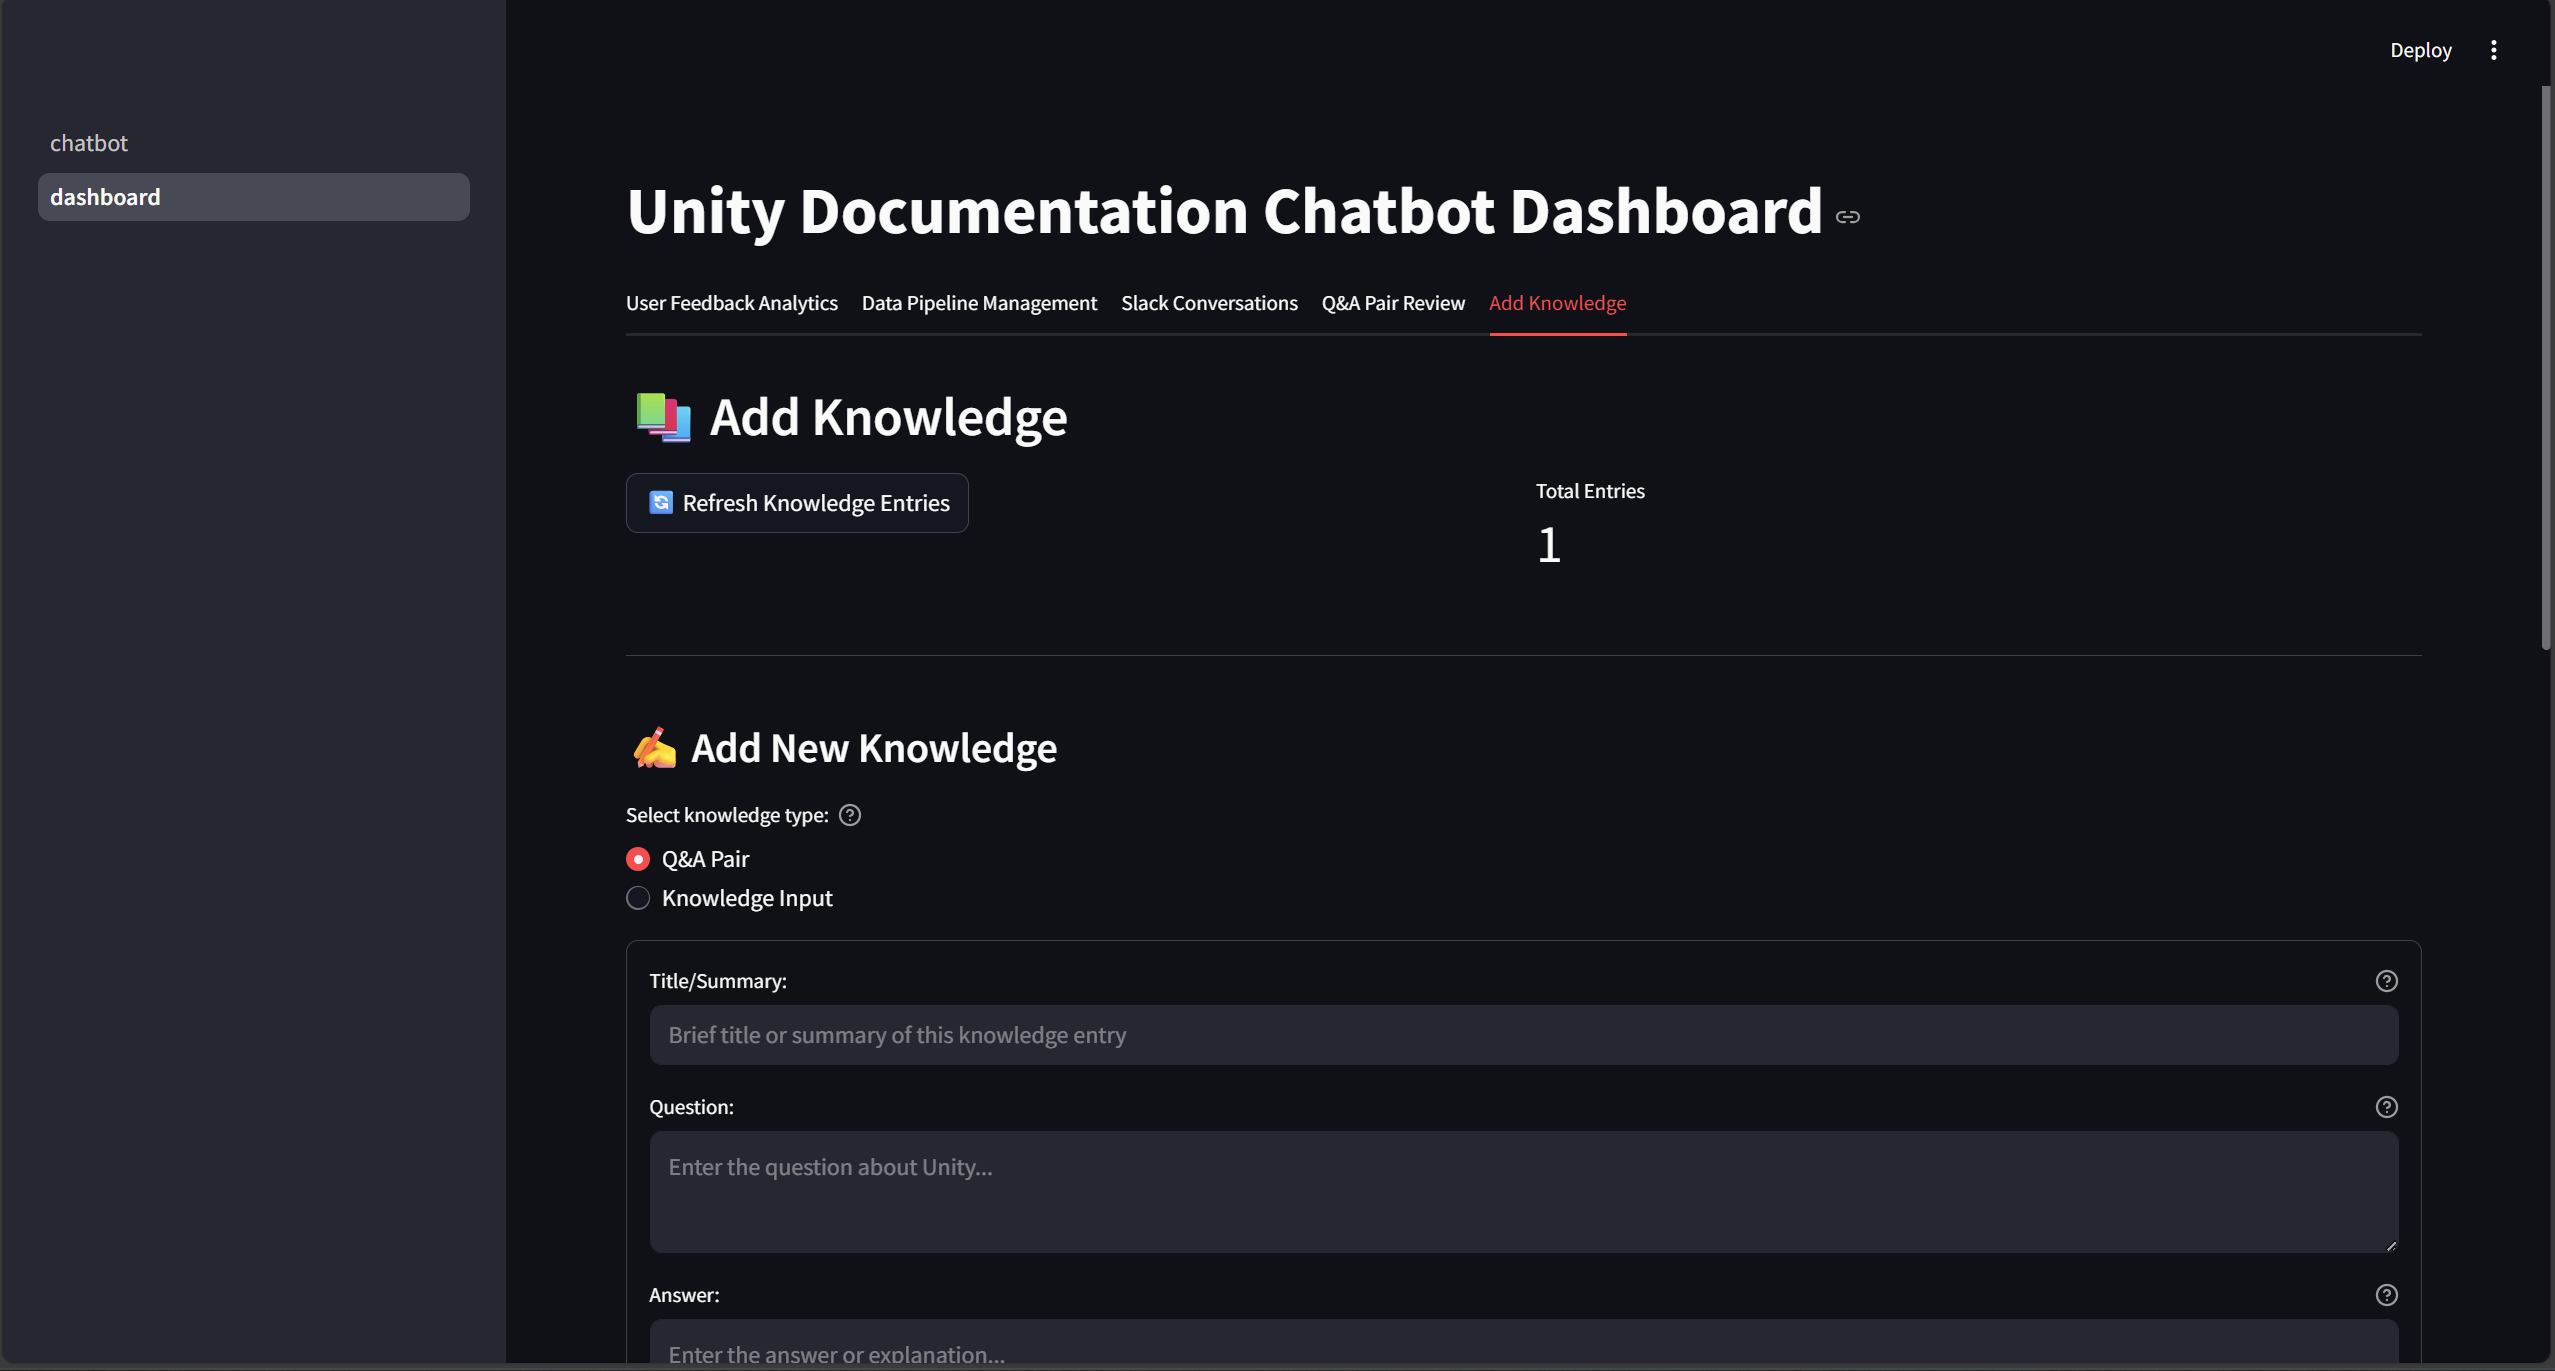 Deploy
chatbot
dashboard
Unity Documentation Chatbot Dashboard
User Feedback Analytics Data Pipeline Management Slack Conversations Q&A Pair Review Add Knowledge
Add Knowledge
Refresh Knowledge Entries
Total Entries
1
Add New Knowledge
Select knowledge type:
Q&A Pair
Knowledge Input
Title/Summary:
Brief title or summary of this knowledge entry
Question:
Enter the question about Unity...
Answer:
Enter the answer or explanation...